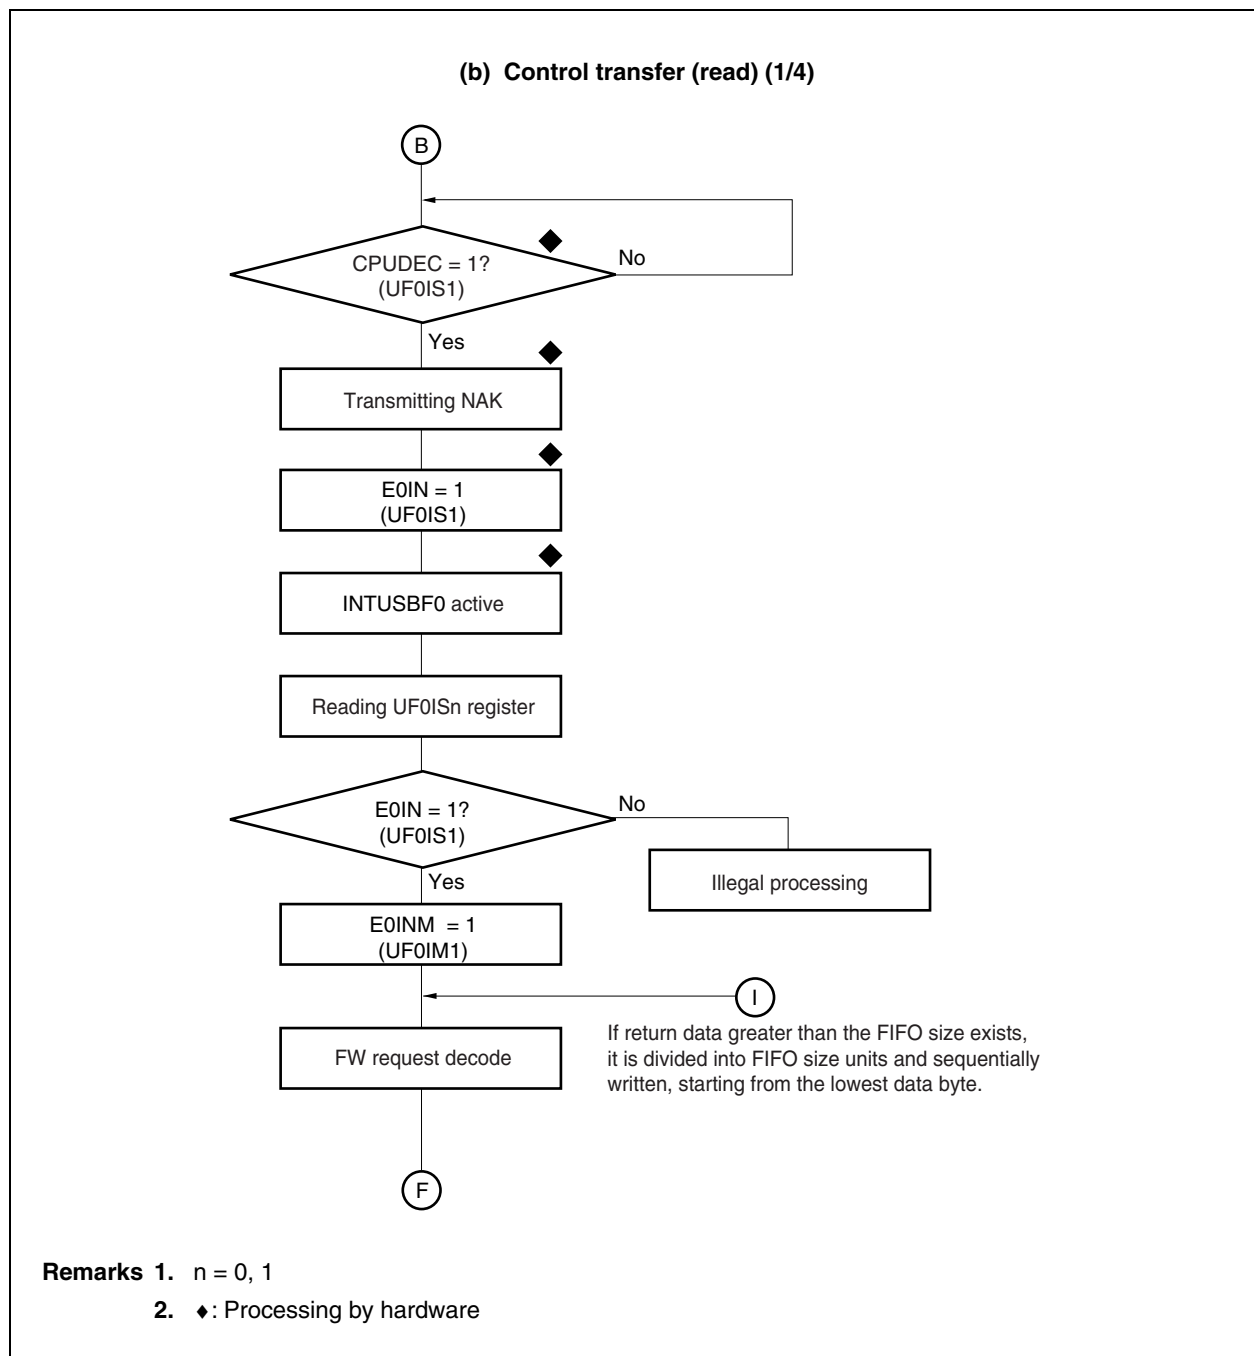 (b) Control transfer (read) (1/4)
B
CPUDEC = 1?
(UF0IS1)
No
Yes
Transmitting NAK
E0IN = 1
(UF0IS1)
INTUSBF0 active
Reading UF0ISn register
E0IN = 1?
(UF0IS1)
No
Illegal processing
Yes
E0INM = 1
(UF0IM1)
I
If return data greater than the FIFO size exists,
it is divided into FIFO size units and sequentially
written, starting from the lowest data byte.
FW request decode
F
Remarks 1. n = 0, 1
2. ♦: Processing by hardware